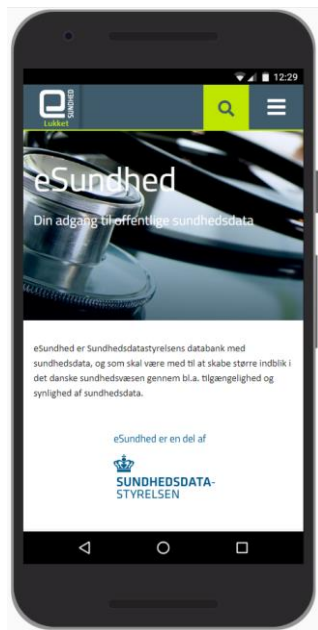 12:29
e
SUNDHED
Lukket
eSundhed
Din adgang til offentlige sundhedsdata
eSundhed er Sundhedsdatastyrelsens databank med
sundhedsdata, og som skal være med til at skabe større indblik i
det danske sundhedsvæsen gennem bl.a. tilgængelighed og
synlighed af sundhedsdata.
eSundhed er en del af
SUNDHEDSDATA-
STYRELSEN